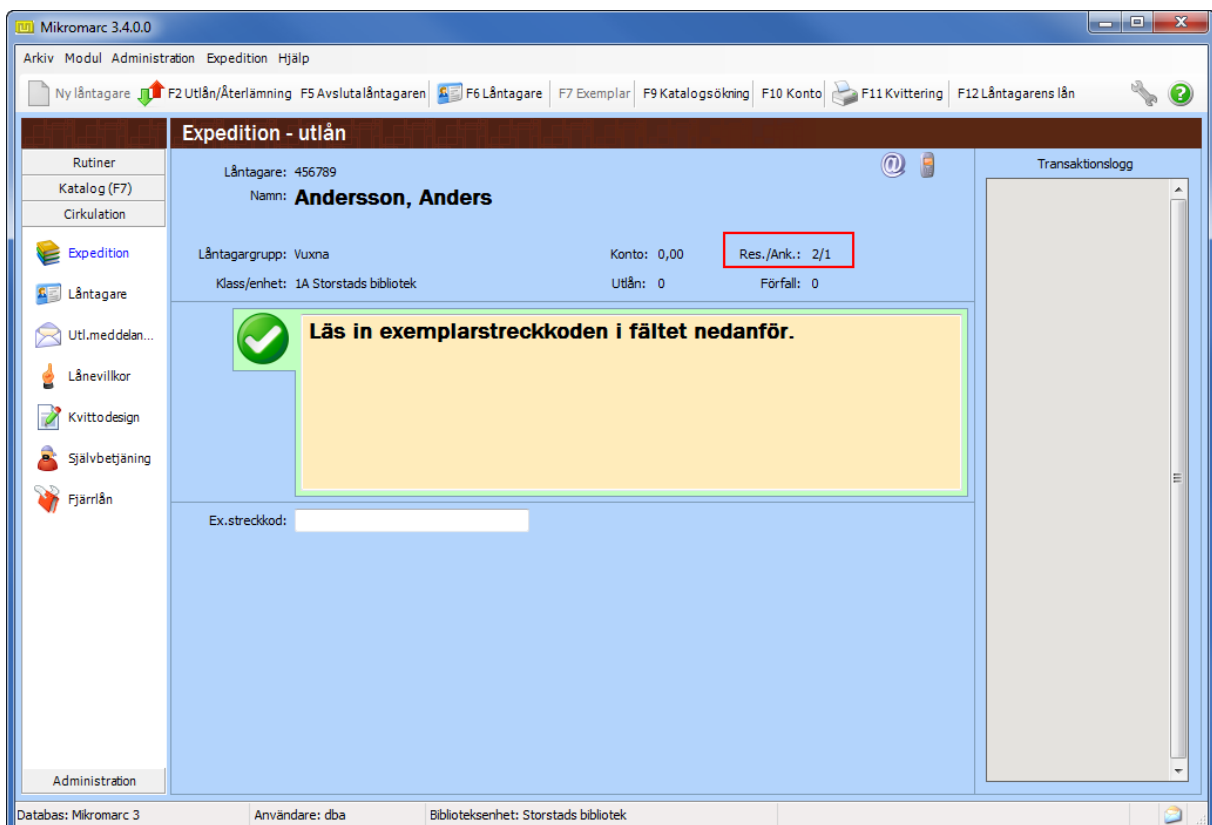 Mikromarc 3.4.0.0
Arkiv Modul Administration Expedition Hjälp
Ny låntagare F2 Utlån/Återlämning F5 Avsluta låntagaren F6 Låntagare F7 Exemplar F9 Katalogsökning F10 Konto F11 Kvittering F12 Låntagarens lån
Expedition - utlån
Rutiner
Katalog (F7)
Cirkulation
Expedition
Låntagare
Utl.meddelan...
Lånevillkor
Kvittodesign
Självbetjäning
Fjärrlån
Administration
Låntagare: 456789
Namn: Andersson, Anders
Låntagargrupp: Vuxna Konto: 0,00 Res./Ank.: 2/1
Klass/enhet: 1A Storstads bibliotek Utlån: 0 Förfall: 0
Läs in exemplarstreckkoden i fältet nedanför.
Ex.streckkod:
Transaktionslogg
Databas: Mikromarc 3 Användare: dba Biblioteksenhet: Storstads bibliotek